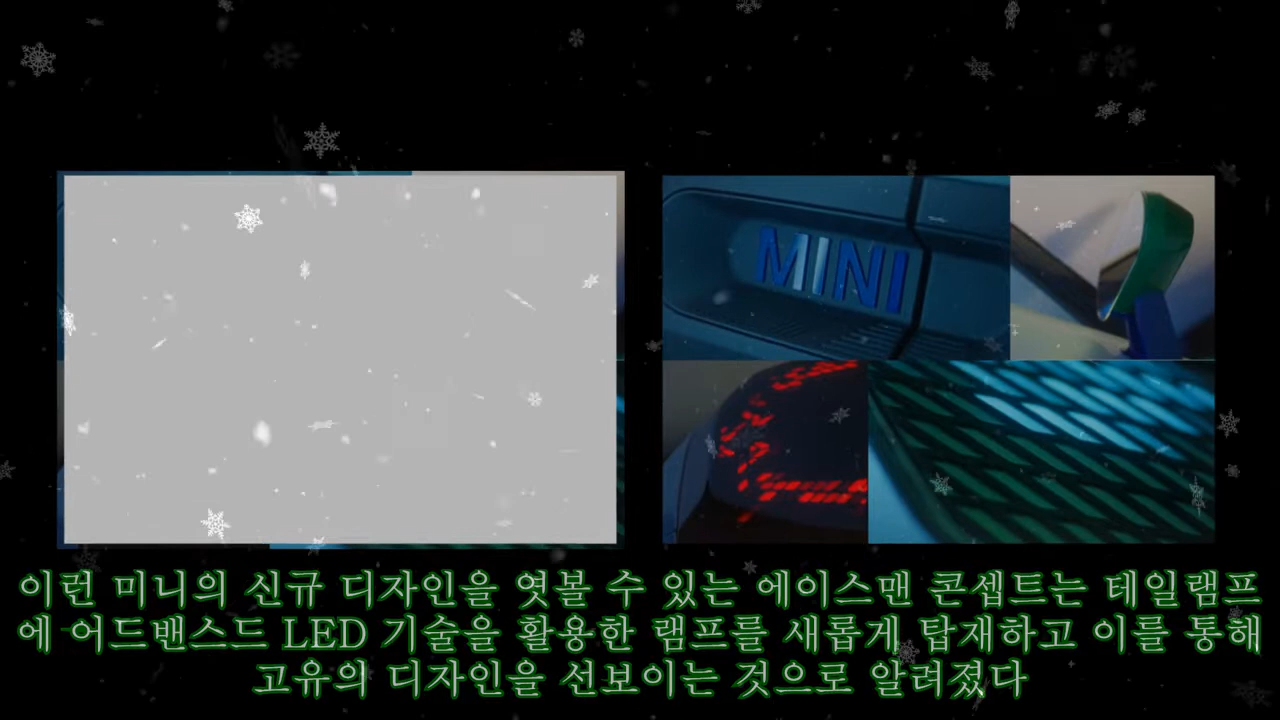 MINI
이런 미니의 신규 디자인을 엿볼 수 있는 에이스맨 콘셉트는 테일램프
에 어드밴스드 LED 기술을 활용한 램프를 새롭게 탑재하고 이를 통해
고유의 디자인을 선보이는 것으로 알려졌다